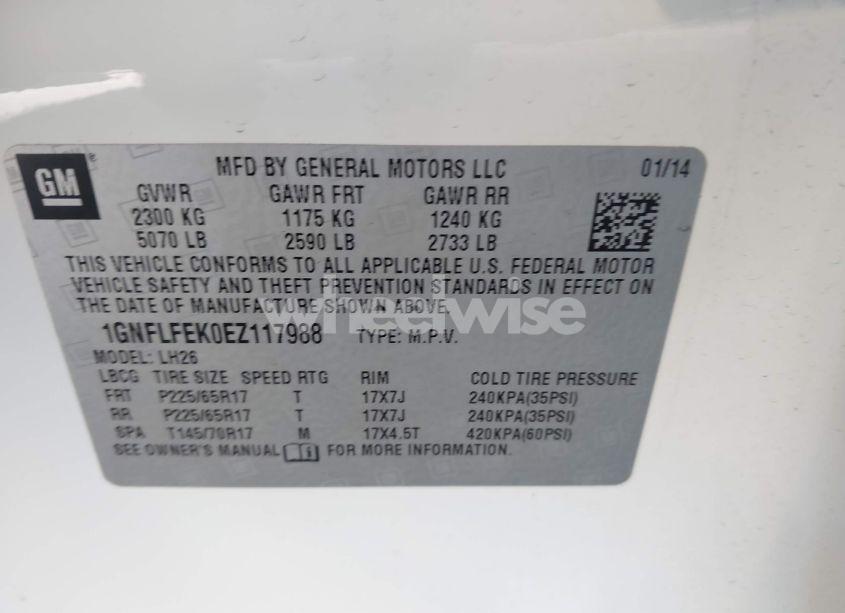 GM
®
MFD BY GENERAL MOTORS LLC 01/14
GVWR GAWR FRT GAWR RR
2300 KG 1175 KG 1240 KG
5070 LB 2590 LB 2733 LB
THIS VEHICLE CONFORMS TO ALL APPLICABLE U.S. FEDERAL MOTOR
VEHICLE SAFETY AND THEFT PREVENTION STANDARDS IN EFFECT ON
THE DATE OF MANUFACTURE SHOWN ABOVE.
wheelwise
1GNFLFEK0EZ117988 TYPE: M.P.V.
MODEL: LH26
LBCG TIRE SIZE SPEED RTG RIM COLD TIRE PRESSURE
FRT P225/65R17 T 17X7J 240KPA(35PSI)
RR P225/65R17 T 17X7J 240KPA(35PSI)
SPA T145/70R17 M 17X4.5T 420KPA(60PSI)
SEE OWNER'S MANUAL FOR MORE INFORMATION.